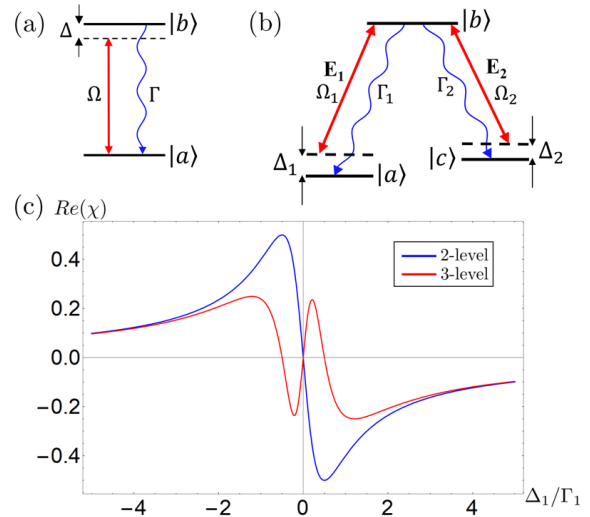 (a)
Δ
|b⟩
Ω
Γ
|a⟩
(b)
|b⟩
E₁
Ω₁
Γ₁
Γ₂
E₂
Ω₂
Δ₁
|a⟩
|c⟩
Δ₂
(c)
Re(χ)
2-level
3-level
0.4
0.2
0.0
−0.2
−0.4
−4
−2
0
2
4
Δ₁/Γ₁